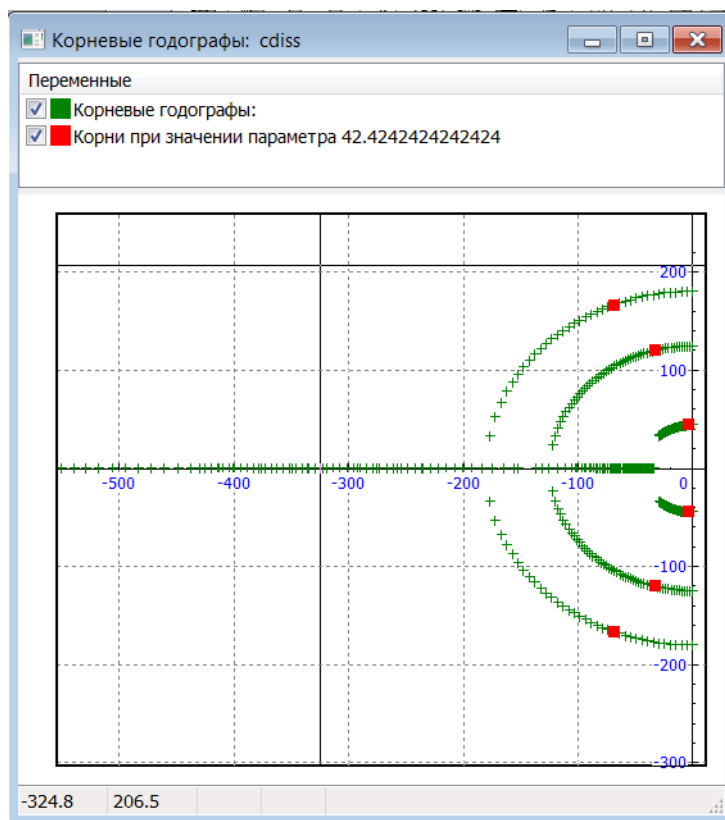 Корневые годографы: cdiss
Переменные
Корневые годографы:
Корни при значении параметра 42.4242424242424
200
100
-500 -400 -300 -200 -100 0
-100
-200
-300
-324.8 206.5